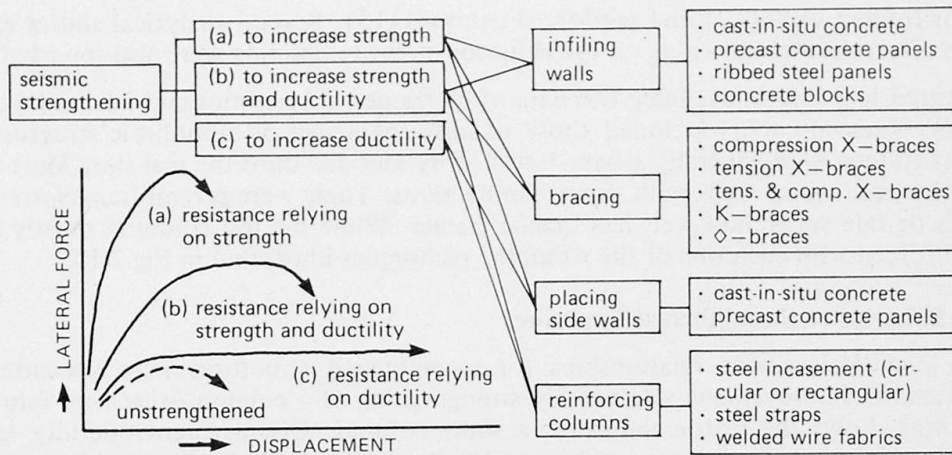 seismic
strengthening
(a) to increase strength
(b) to increase strength
and ductility
(c) to increase ductility
infiling
walls
· cast-in-situ concrete
· precast concrete panels
· ribbed steel panels
· concrete blocks
bracing
· compression X-braces
· tension X-braces
· tens. & comp. X-braces
· K-braces
· ◇-braces
placing
side walls
· cast-in-situ concrete
· precast concrete panels
reinforcing
columns
· steel incasement (cir-
cular or rectangular)
· steel straps
· welded wire fabrics
LATERAL FORCE
(a) resistance relying
on strength
(b) resistance relying on
strength and ductility
(c) resistance relying
on ductility
unstrengthened
DISPLACEMENT